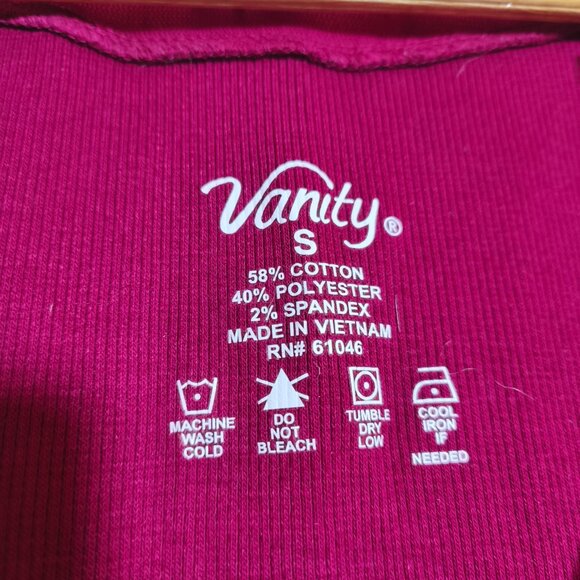 Vanity®
S
58% COTTON
40% POLYESTER
2% SPANDEX
MADE IN VIETNAM
RN# 61046
MACHINE
WASH
COLD
DO
NOT
BLEACH
TUMBLE
DRY
LOW
COOL
IRON
IF
NEEDED